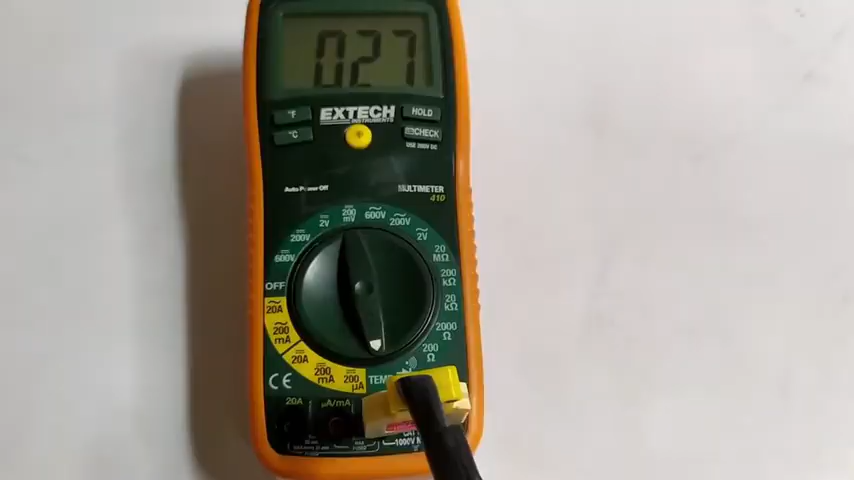 027
°F
EXTECH
INSTRUMENTS
HOLD
°C
CHECK
USE 200V DC
Auto Power Off
MULTIMETER
410
200 mV
600V
200V
2V
2V
200V
600V
OFF
20 MΩ
200 kΩ
20 kΩ
2000 Ω
200 Ω
20A
200 mA
20A
200 mA
200 µA
TEMP
CE
20A
µA/mA